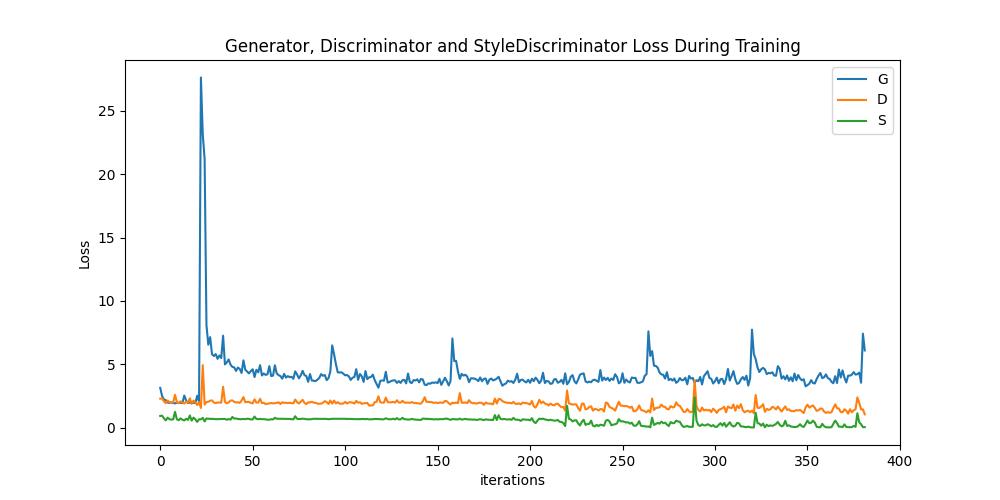 Generator, Discriminator and StyleDiscriminator Loss During Training
G
D
S
25
20
15
10
5
0
Loss
0 50 100 150 200 250 300 350 400
iterations